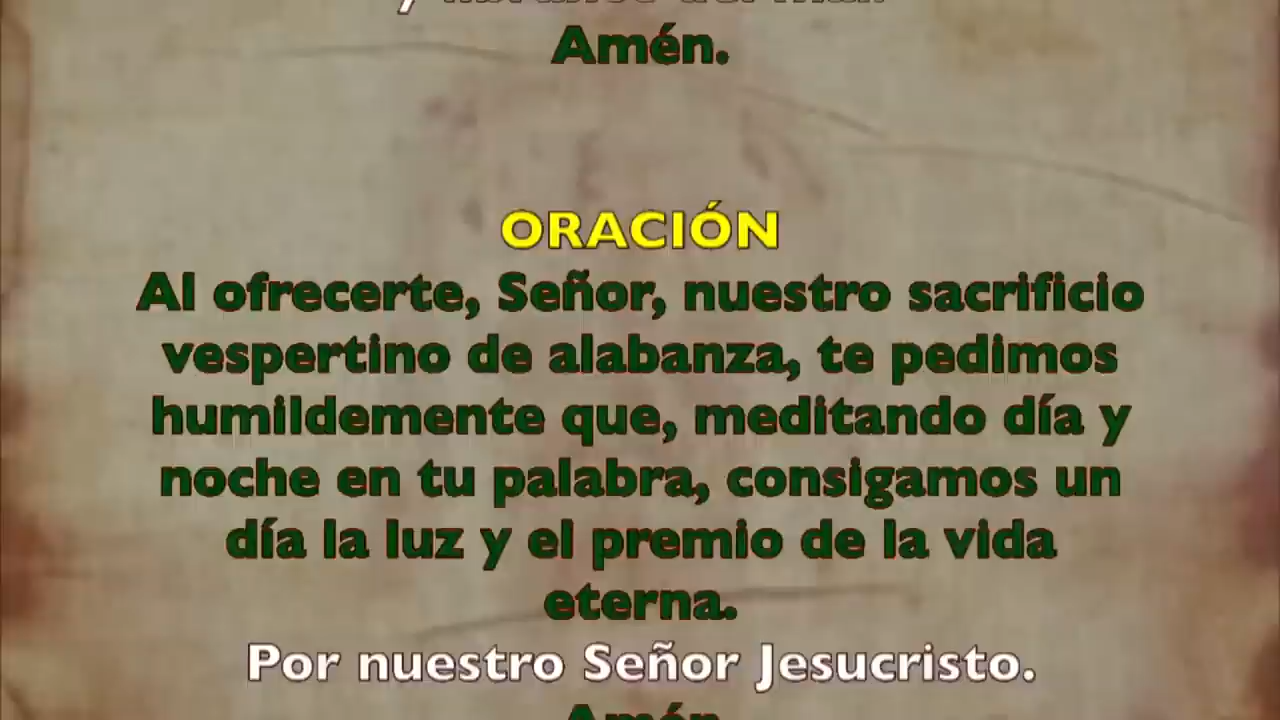 Amén.
ORACIÓN
Al ofrecerte, Señor, nuestro sacrificio
vespertino de alabanza, te pedimos
humildemente que, meditando día y
noche en tu palabra, consigamos un
día la luz y el premio de la vida
eterna.
Por nuestro Señor Jesucristo.
Amén